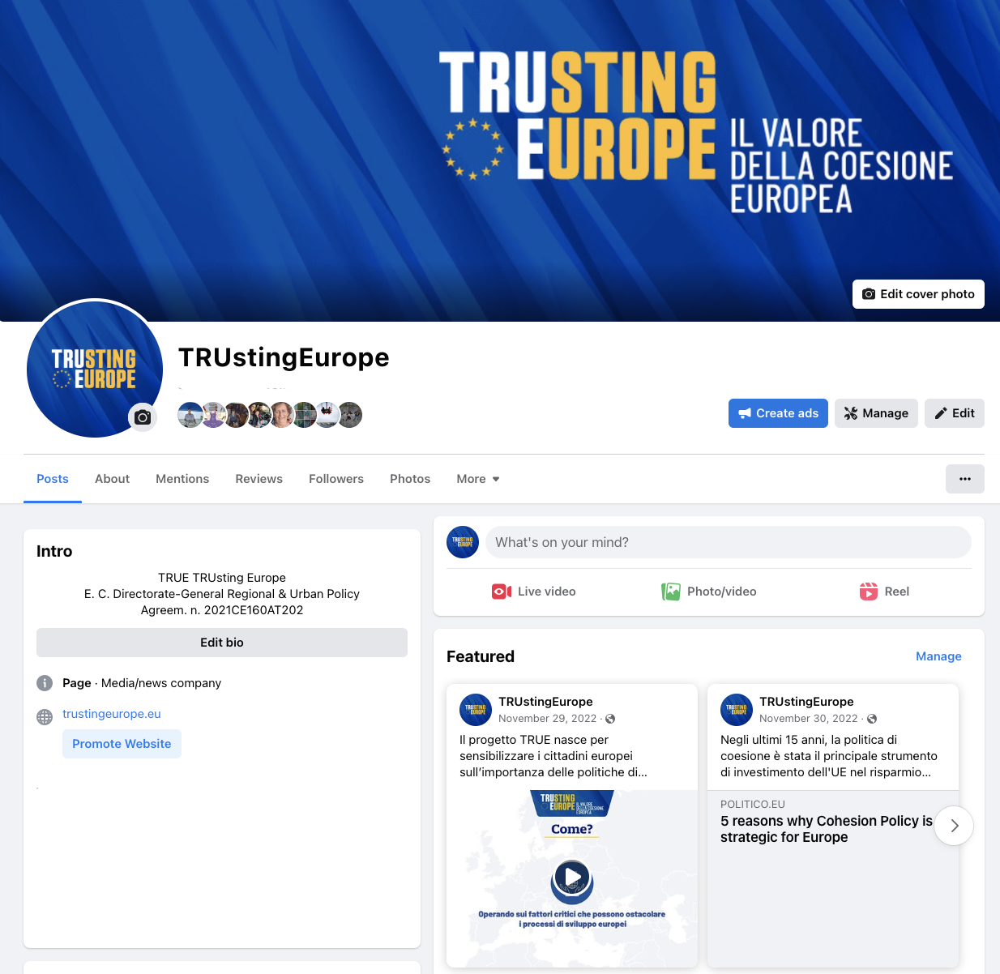 TRUSTING
EUROPE
IL VALORE
DELLA COESIONE
EUROPEA
Edit cover photo
TRUSTING
EUROPE
TRUstingEurope
Create ads
Manage
Edit
Posts
About
Mentions
Reviews
Followers
Photos
More
Intro
TRUE TRUsting Europe
E. C. Directorate-General Regional & Urban Policy
Agreem. n. 2021CE160AT202
Edit bio
Page · Media/news company
trustingeurope.eu
Promote Website
TRUSTING
EUROPE
What's on your mind?
Live video
Photo/video
Reel
Featured
Manage
TRUSTING
EUROPE
TRUstingEurope
November 29, 2022 ·
Il progetto TRUE nasce per
sensibilizzare i cittadini europei
sull’importanza delle politiche di...
TRUSTING
EUROPE
IL VALORE
DELLA COESIONE
EUROPEA
Come?
Operando sui fattori critici che possono ostacolare
i processi di sviluppo europei
TRUSTING
EUROPE
TRUstingEurope
November 30, 2022 ·
Negli ultimi 15 anni, la politica di
coesione è stata il principale strumento
di investimento dell'UE nel risparmio...
POLITICO.EU
5 reasons why Cohesion Policy is
strategic for Europe